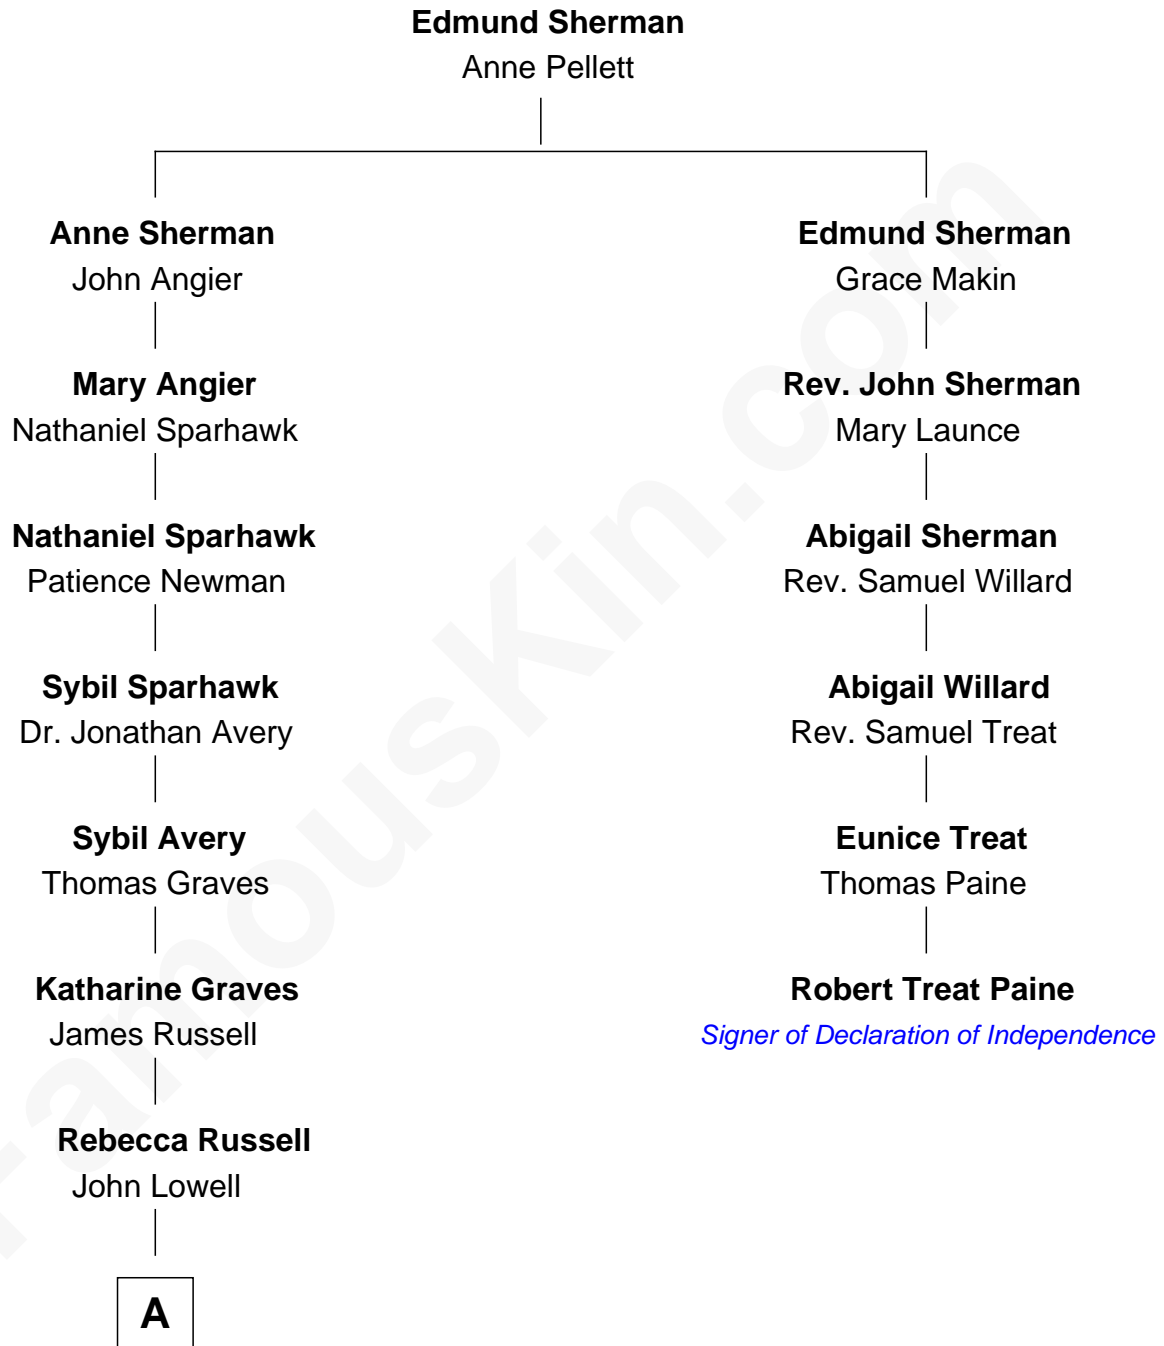 Edmund Sherman
Anne Pellett
Anne Sherman
John Angier
Edmund Sherman
Grace Makin
Mary Angier
Nathaniel Sparhawk
Rev. John Sherman
Mary Launce
Nathaniel Sparhawk
Patience Newman
Abigail Sherman
Rev. Samuel Willard
Sybil Sparhawk
Dr. Jonathan Avery
Abigail Willard
Rev. Samuel Treat
Sybil Avery
Thomas Graves
Eunice Treat
Thomas Paine
Katharine Graves
James Russell
Robert Treat Paine
Signer of Declaration of Independence
Rebecca Russell
John Lowell
A
FamousKin.com